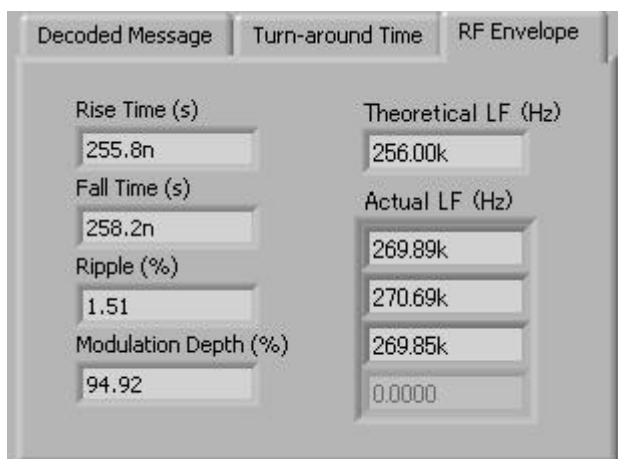 Decoded Message
Turn-around Time
RF Envelope
Rise Time (s)
255.8n
Fall Time (s)
258.2n
Ripple (%)
1.51
Modulation Depth (%)
94.92
Theoretical LF (Hz)
256.00k
Actual LF (Hz)
269.89k
270.69k
269.85k
0.0000